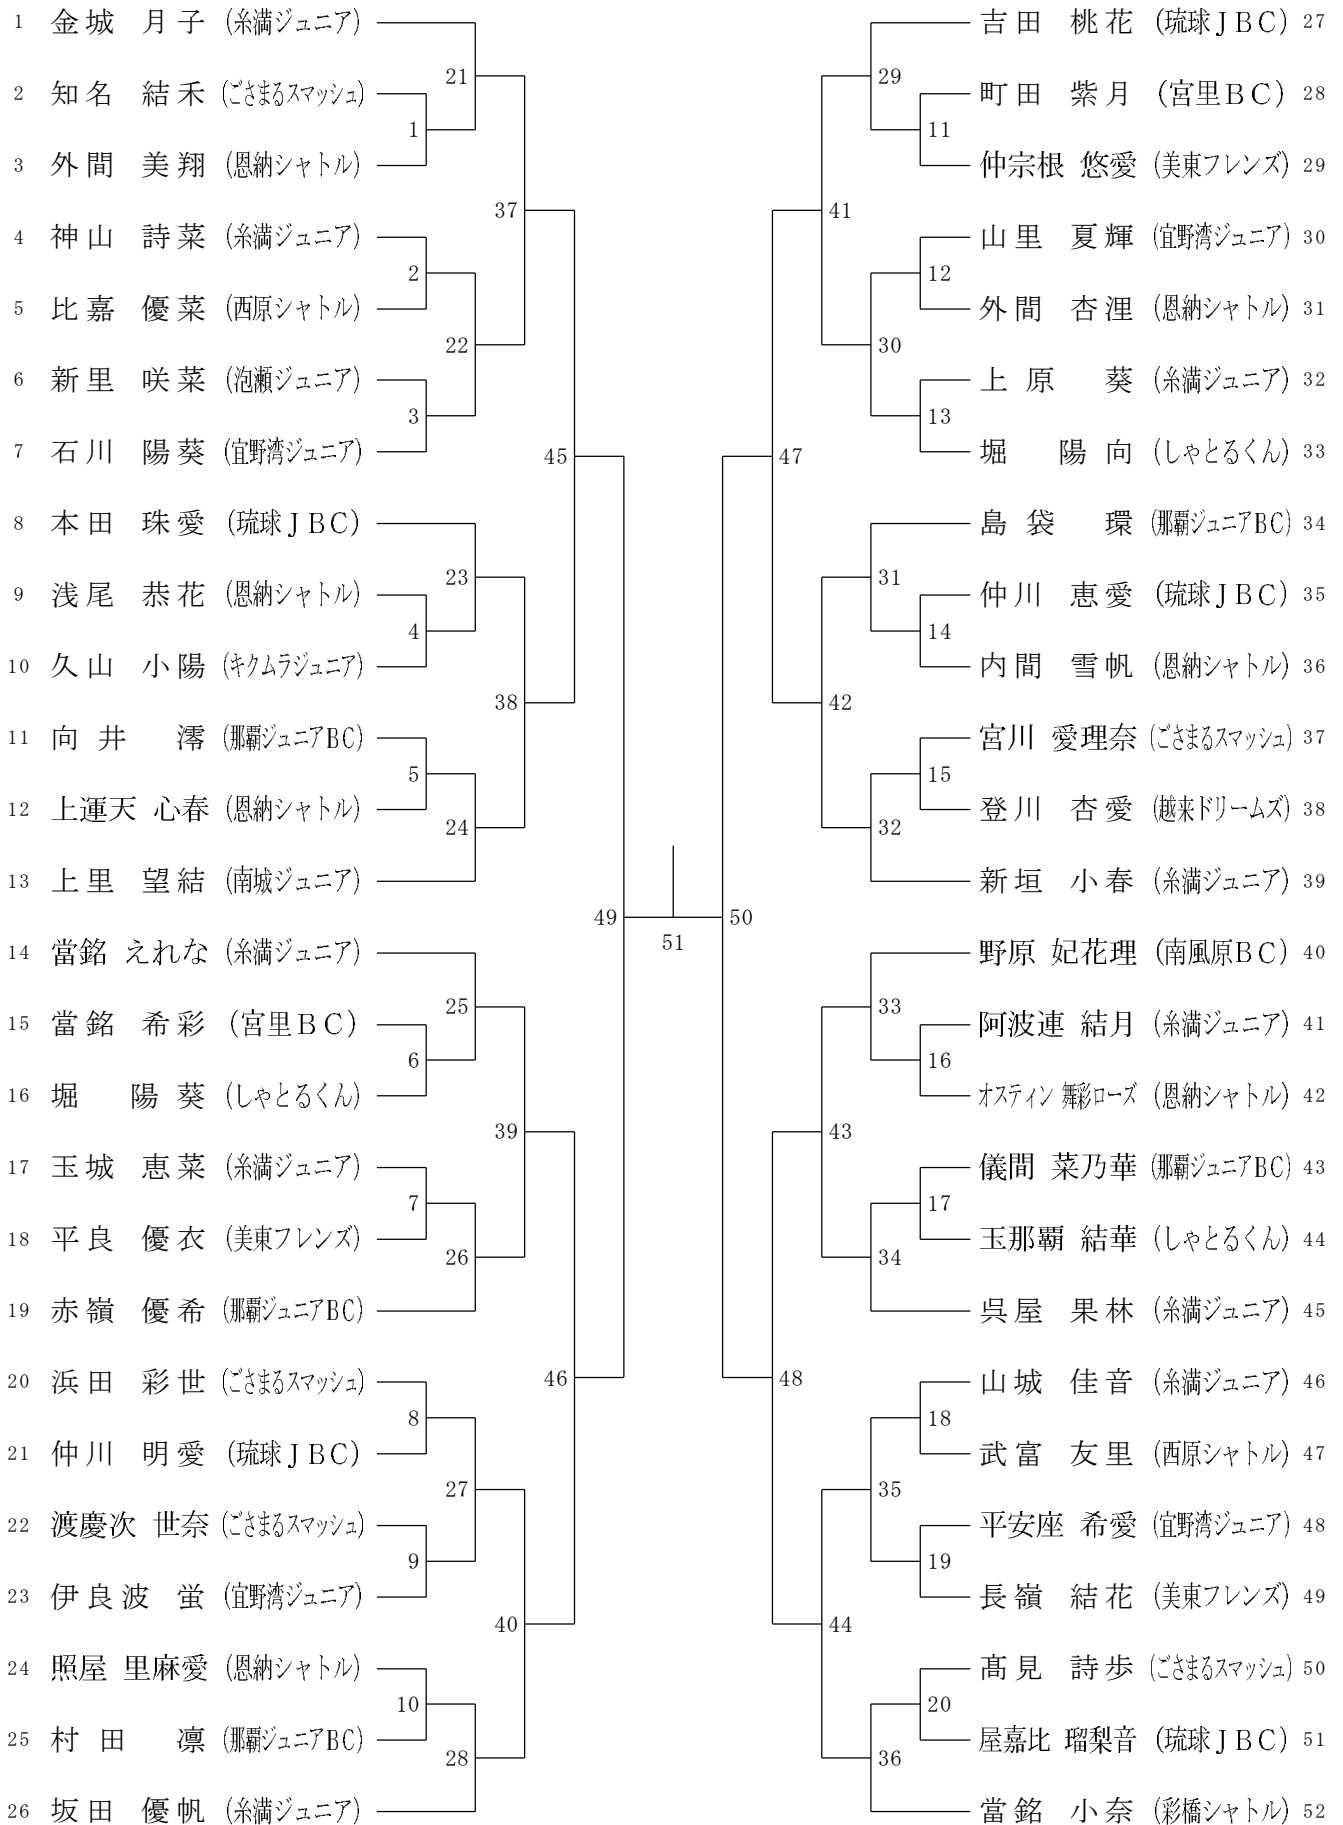 1 金城 月子 (糸満ジュニア)
2 知名 結禾 (ごさまるスマッシュ)
3 外間 美翔 (恩納シャトル)
4 神山 詩菜 (糸満ジュニア)
5 比嘉 優菜 (西原シャトル)
6 新里 咲菜 (泡瀬ジュニア)
7 石川 陽葵 (宜野湾ジュニア)
8 本田 珠愛 (琉球JBC)
9 浅尾 恭花 (恩納シャトル)
10 久山 小陽 (キクムラジュニア)
11 向井 澪 (那覇ジュニアBC)
12 上運天 心春 (恩納シャトル)
13 上里 望結 (南城ジュニア)
14 當銘 えれな (糸満ジュニア)
15 當銘 希彩 (宮里BC)
16 堀 陽葵 (しゃとるくん)
17 玉城 恵菜 (糸満ジュニア)
18 平良 優衣 (美東フレンズ)
19 赤嶺 優希 (那覇ジュニアBC)
20 浜田 彩世 (ごさまるスマッシュ)
21 仲川 明愛 (琉球JBC)
22 渡慶次 世奈 (ごさまるスマッシュ)
23 伊良波 蛍 (宜野湾ジュニア)
24 照屋 里麻愛 (恩納シャトル)
25 村田 凛 (那覇ジュニアBC)
26 坂田 優帆 (糸満ジュニア)
1
2
3
4
5
6
7
8
9
10
21
22
23
24
25
26
27
28
37
38
39
40
45
46
49
51
50
47
48
41
42
43
44
29
30
31
32
33
34
35
36
11
12
13
14
15
16
17
18
19
20
吉田 桃花 (琉球JBC) 27
町田 紫月 (宮里BC) 28
仲宗根 悠愛 (美東フレンズ) 29
山里 夏輝 (宜野湾ジュニア) 30
外間 杏浬 (恩納シャトル) 31
上原 葵 (糸満ジュニア) 32
堀 陽向 (しゃとるくん) 33
島袋 環 (那覇ジュニアBC) 34
仲川 恵愛 (琉球JBC) 35
内間 雪帆 (恩納シャトル) 36
宮川 愛理奈 (ごさまるスマッシュ) 37
登川 杏愛 (越来ドリームズ) 38
新垣 小春 (糸満ジュニア) 39
野原 妃花理 (南風原BC) 40
阿波連 結月 (糸満ジュニア) 41
オスティン 舞彩ローズ (恩納シャトル) 42
儀間 菜乃華 (那覇ジュニアBC) 43
玉那覇 結華 (しゃとるくん) 44
呉屋 果林 (糸満ジュニア) 45
山城 佳音 (糸満ジュニア) 46
武富 友里 (西原シャトル) 47
平安座 希愛 (宜野湾ジュニア) 48
長嶺 結花 (美東フレンズ) 49
髙見 詩歩 (ごさまるスマッシュ) 50
屋嘉比 瑠梨音 (琉球JBC) 51
當銘 小奈 (彩橋シャトル) 52